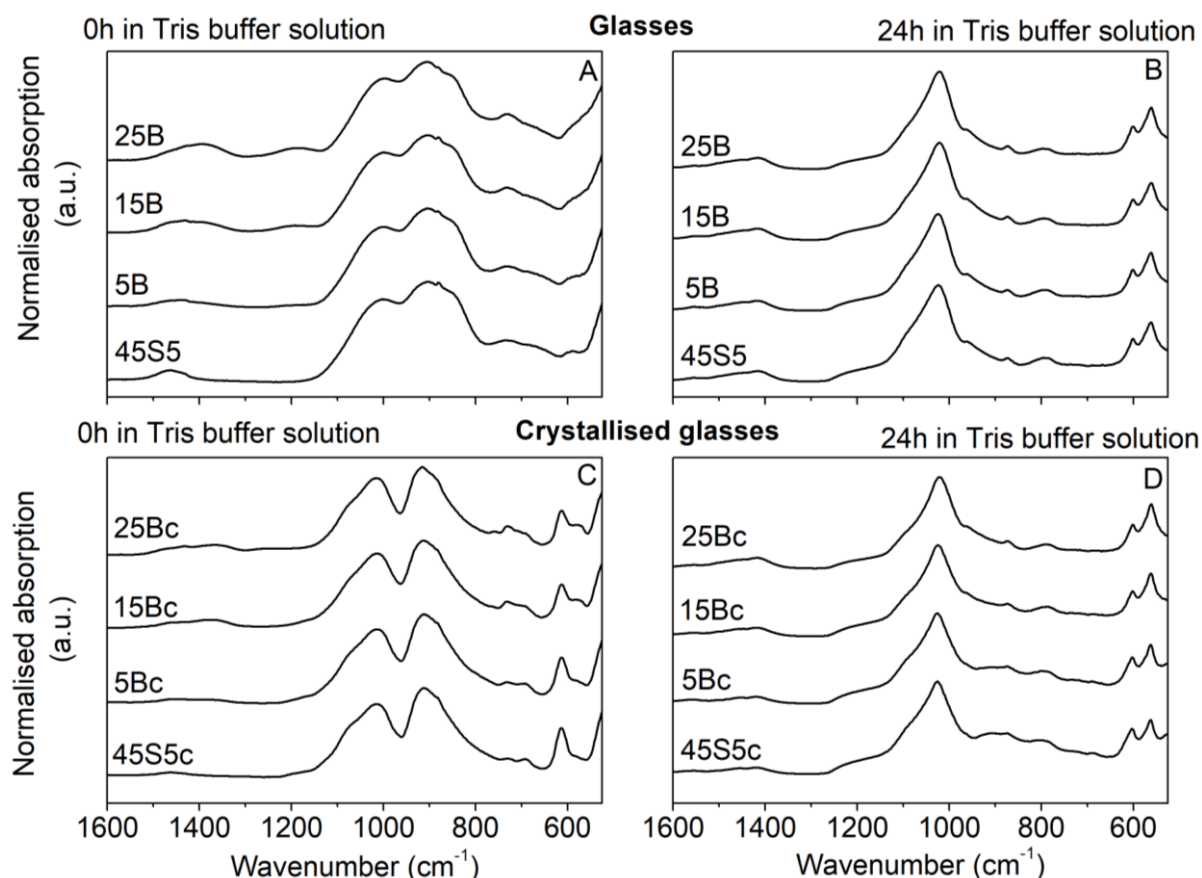 0h in Tris buffer solution Glasses 24h in Tris buffer solution
Normalised absorption
(a.u.)
A
25B
15B
5B
45S5
B
25B
15B
5B
45S5
0h in Tris buffer solution Crystallised glasses 24h in Tris buffer solution
Normalised absorption
(a.u.)
C
25Bc
15Bc
5Bc
45S5c
1600 1400 1200 1000 800 600
Wavenumber (cm⁻¹)
D
25Bc
15Bc
5Bc
45S5c
1600 1400 1200 1000 800 600
Wavenumber (cm⁻¹)